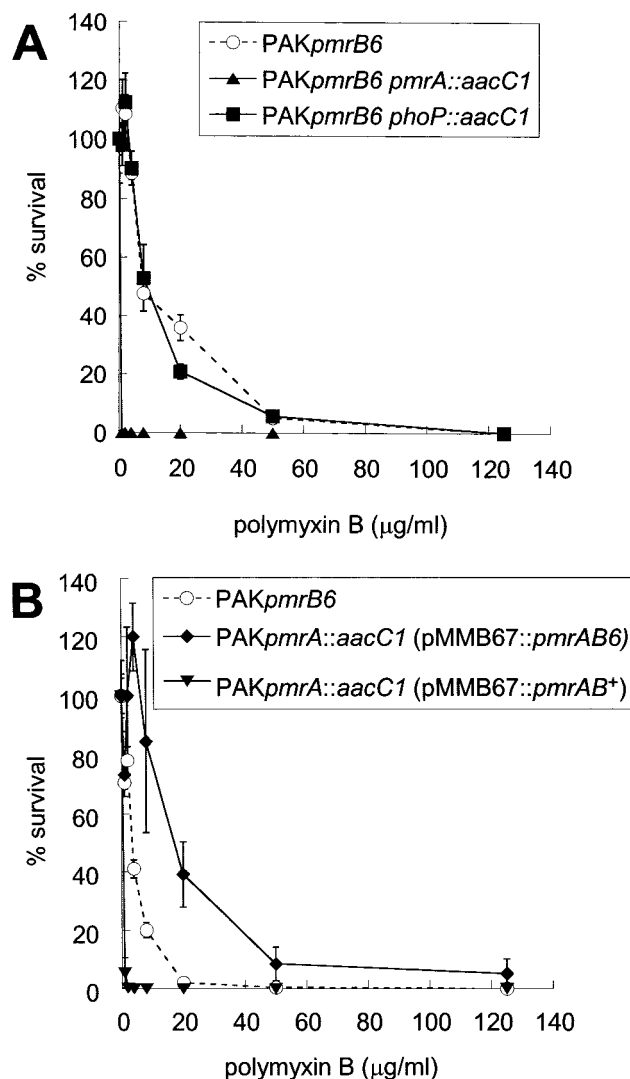 A
PAKpmrB6
PAKpmrB6 pmrA::aacC1
PAKpmrB6 phoP::aacC1
140
120
100
80
60
40
20
0
% survival
0 20 40 60 80 100 120 140
polymyxin B (µg/ml)
B
PAKpmrB6
PAKpmrA::aacC1 (pMMB67::pmrAB6)
PAKpmrA::aacC1 (pMMB67::pmrAB+)
140
120
100
80
60
40
20
0
% survival
0 20 40 60 80 100 120 140
polymyxin B (µg/ml)